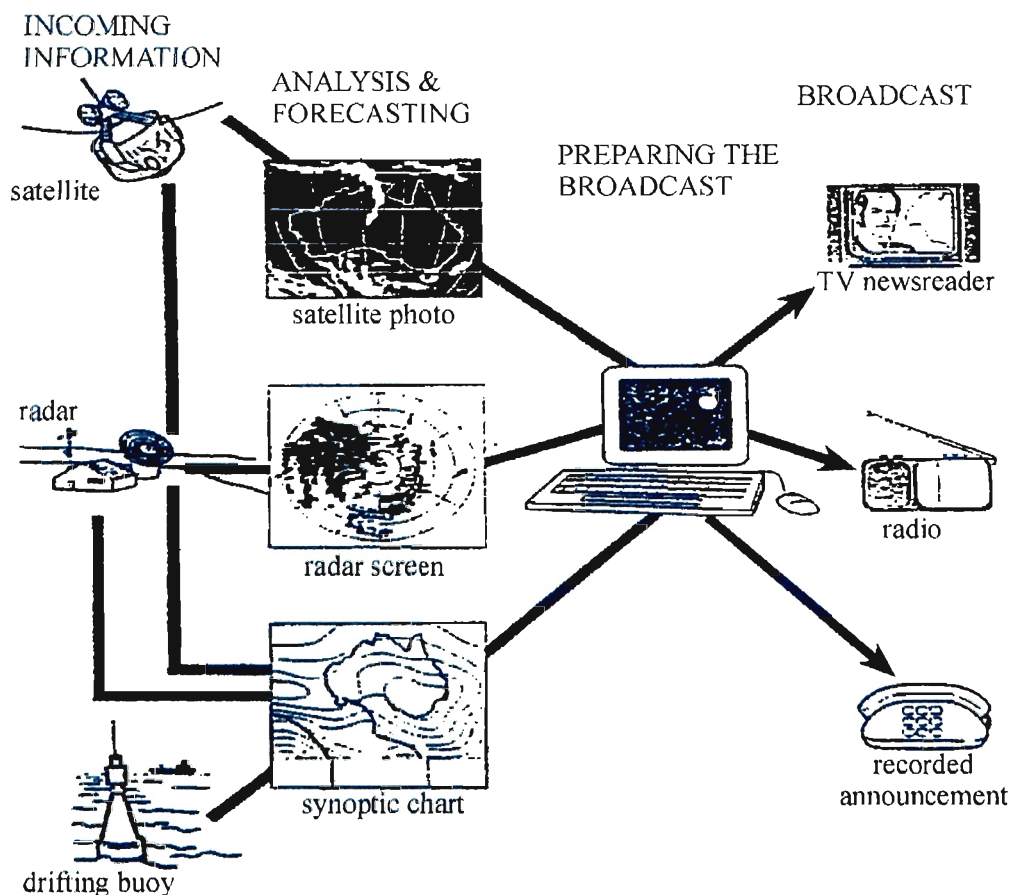 INCOMING
INFORMATION
ANALYSIS &
FORECASTING
BROADCAST
PREPARING THE
BROADCAST
satellite
satellite photo
TV newsreader
radar
radar screen
radio
synoptic chart
recorded
announcement
drifting buoy